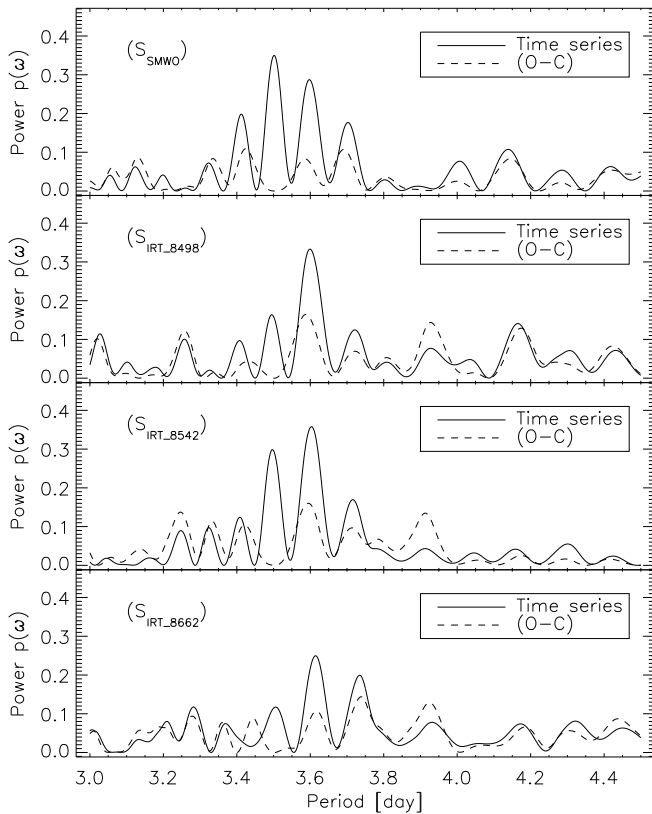 0.4
0.3
0.2
0.1
0.0
Power p(ω)
(S_SMWO)
Time series
(O−C)
0.4
0.3
0.2
0.1
0.0
Power p(ω)
(S_IRT_8498)
Time series
(O−C)
0.4
0.3
0.2
0.1
0.0
Power p(ω)
(S_IRT_8542)
Time series
(O−C)
0.4
0.3
0.2
0.1
0.0
Power p(ω)
(S_IRT_8662)
Time series
(O−C)
3.0 3.2 3.4 3.6 3.8 4.0 4.2 4.4
Period [day]